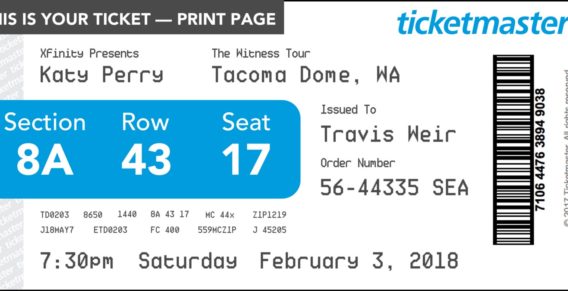 HIS IS YOUR TICKET — PRINT PAGE
ticketmaster
Xfinity Presents
Katy Perry
The Witness Tour
Tacoma Dome, WA
Section Row Seat
8A 43 17
Issued To
Travis Weir
Order Number
56-44335 SEA
7106 4476 3894 9038
© 2017 Ticketmaster. All rights reserved.
TD0203 8650 1440 8A 43 17 MC 44x ZIP1219
J18MAY7 ETD0203 FC 400 559MCZIP J 45205
7:30pm Saturday February 3, 2018